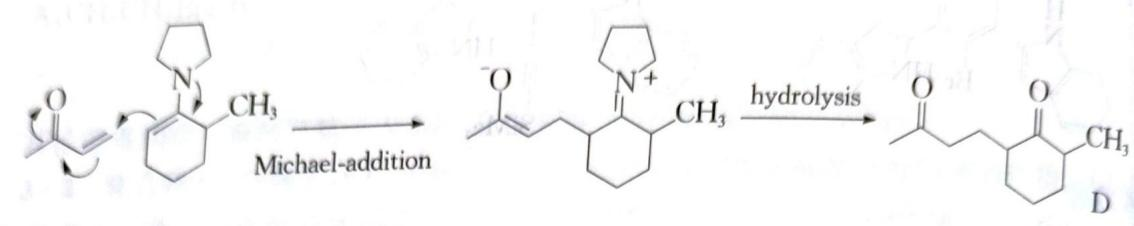 O
N
CH₃
Michael-addition
⁻O
N⁺
CH₃
hydrolysis
O
O
CH₃
D